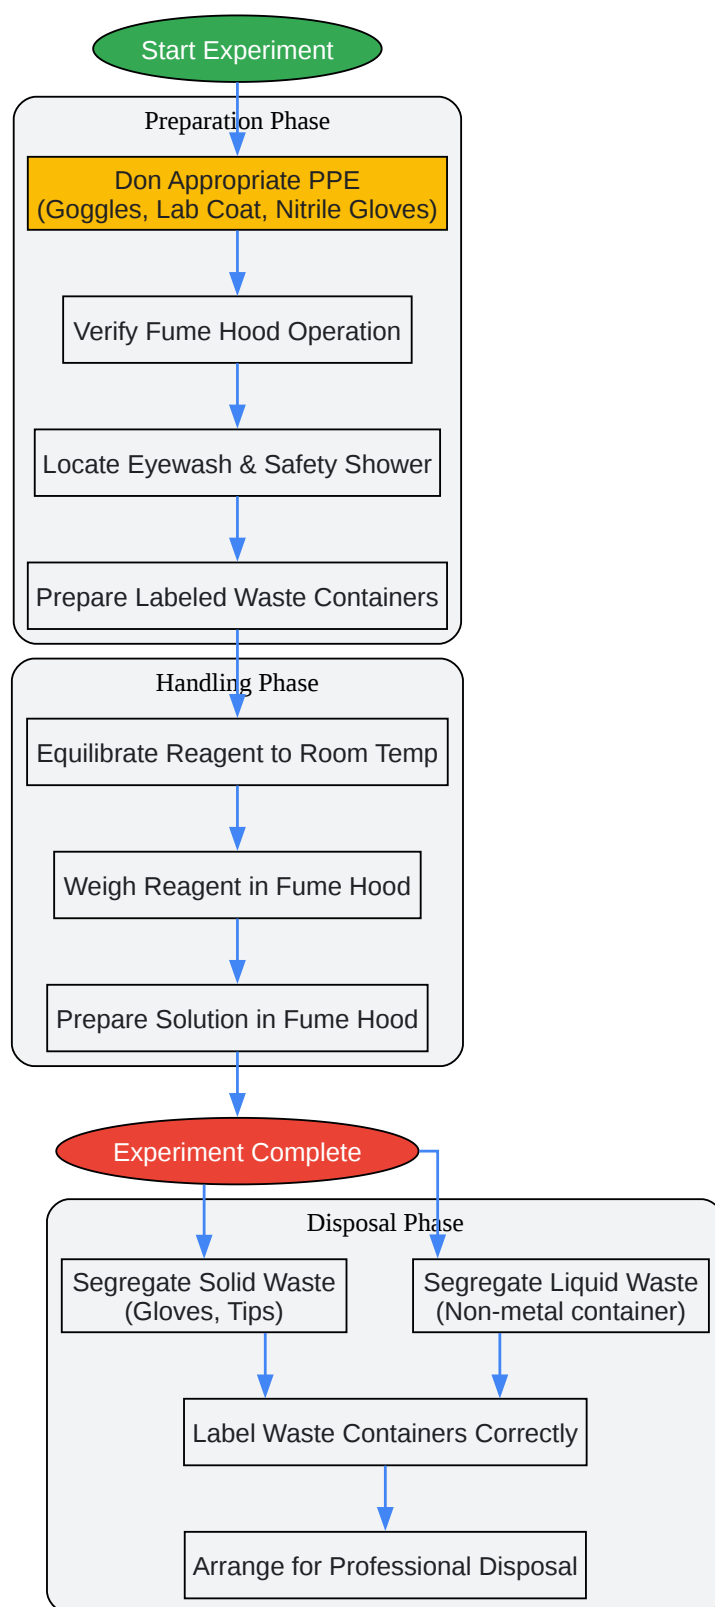 Start Experiment
Preparation Phase
Don Appropriate PPE
(Goggles, Lab Coat, Nitrile Gloves)
Verify Fume Hood Operation
Locate Eyewash & Safety Shower
Prepare Labeled Waste Containers
Handling Phase
Equilibrate Reagent to Room Temp
Weigh Reagent in Fume Hood
Prepare Solution in Fume Hood
Experiment Complete
Disposal Phase
Segregate Solid Waste
(Gloves, Tips)
Segregate Liquid Waste
(Non-metal container)
Label Waste Containers Correctly
Arrange for Professional Disposal